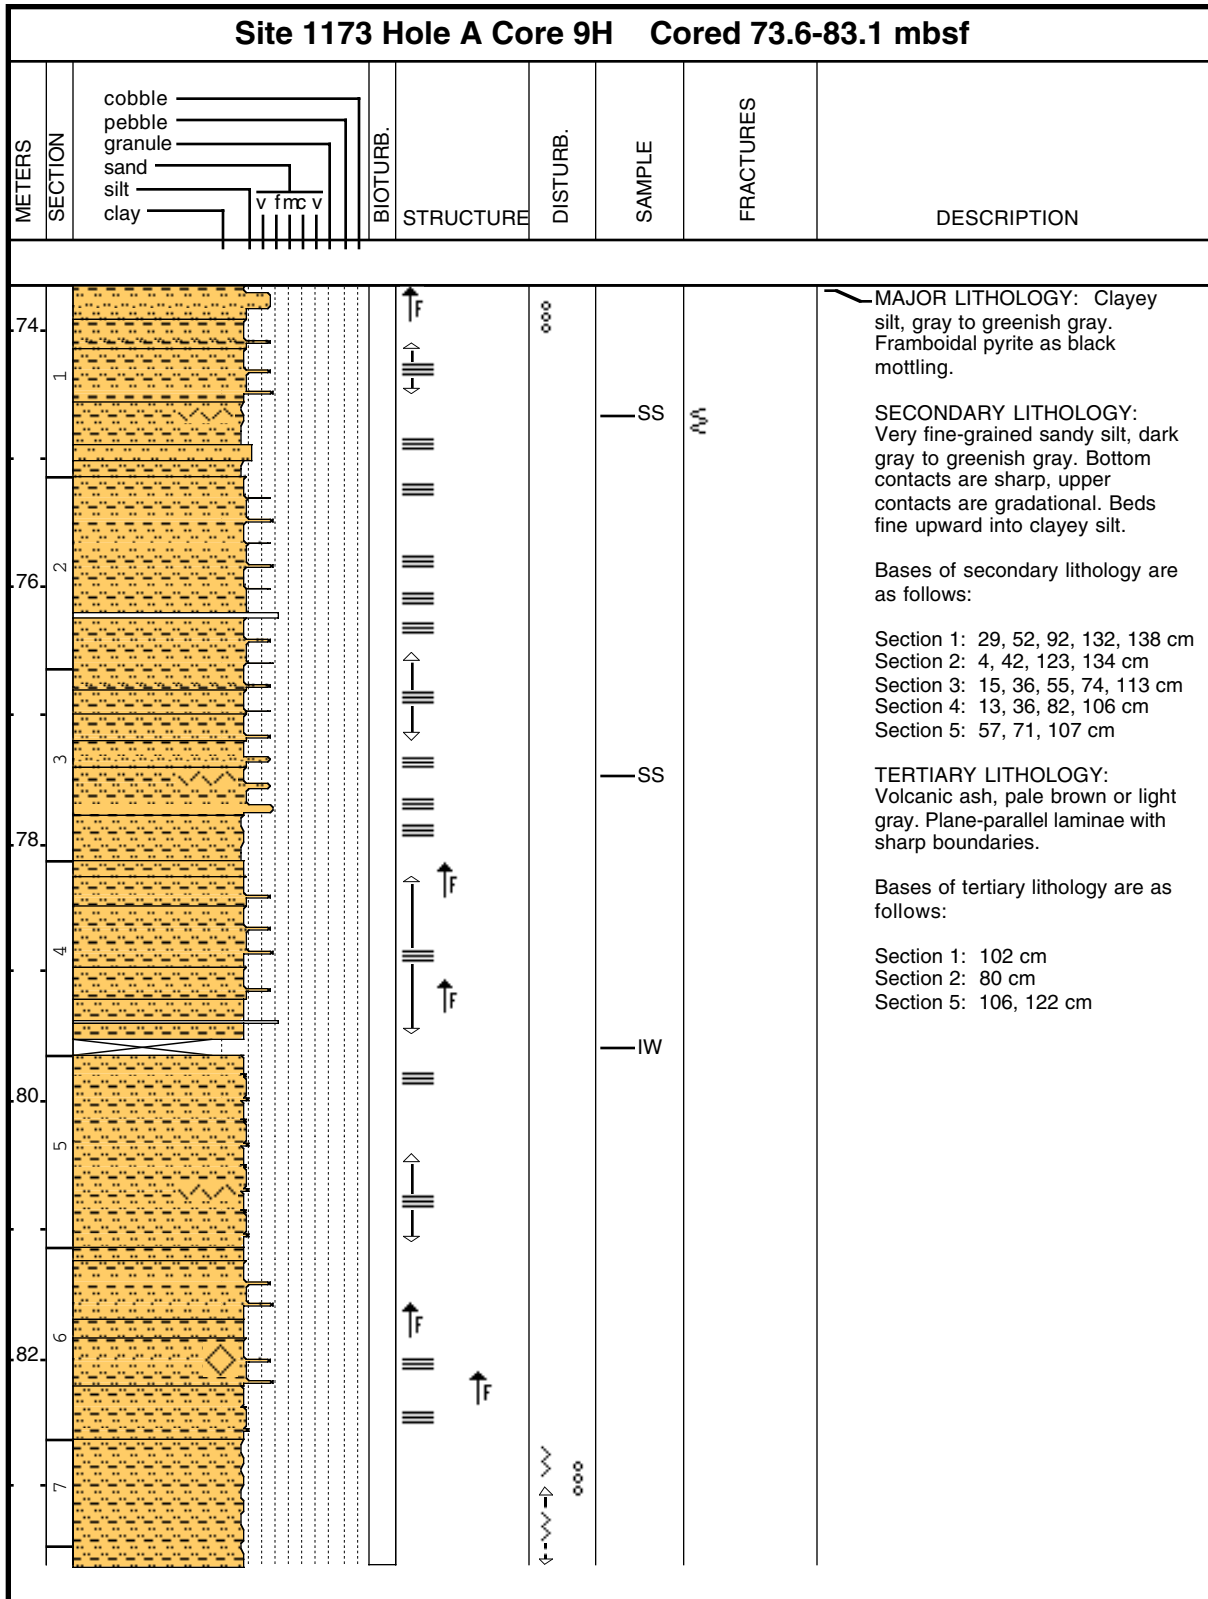 Site 1173 Hole A Core 9H Cored 73.6-83.1 mbsf
METERS
SECTION
cobble
pebble
granule
sand
silt
clay
v f m c v
BIOTURB.
STRUCTURE
DISTURB.
SAMPLE
FRACTURES
DESCRIPTION
74
1
2
76
3
78
4
80
5
6
82
7
F
F
F
F
F
SS
SS
IW
MAJOR LITHOLOGY: Clayey
silt, gray to greenish gray.
Framboidal pyrite as black
mottling.
SECONDARY LITHOLOGY:
Very fine-grained sandy silt, dark
gray to greenish gray. Bottom
contacts are sharp, upper
contacts are gradational. Beds
fine upward into clayey silt.
Bases of secondary lithology are
as follows:
Section 1: 29, 52, 92, 132, 138 cm
Section 2: 4, 42, 123, 134 cm
Section 3: 15, 36, 55, 74, 113 cm
Section 4: 13, 36, 82, 106 cm
Section 5: 57, 71, 107 cm
TERTIARY LITHOLOGY:
Volcanic ash, pale brown or light
gray. Plane-parallel laminae with
sharp boundaries.
Bases of tertiary lithology are as
follows:
Section 1: 102 cm
Section 2: 80 cm
Section 5: 106, 122 cm